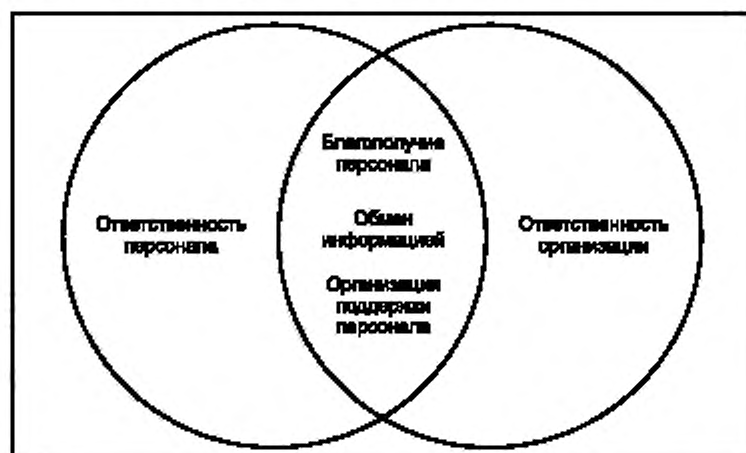 Ответственность
персонала
Благополучие
персонала
Обмен
информацией
Организация
поддержки
персонала
Ответственность
организации